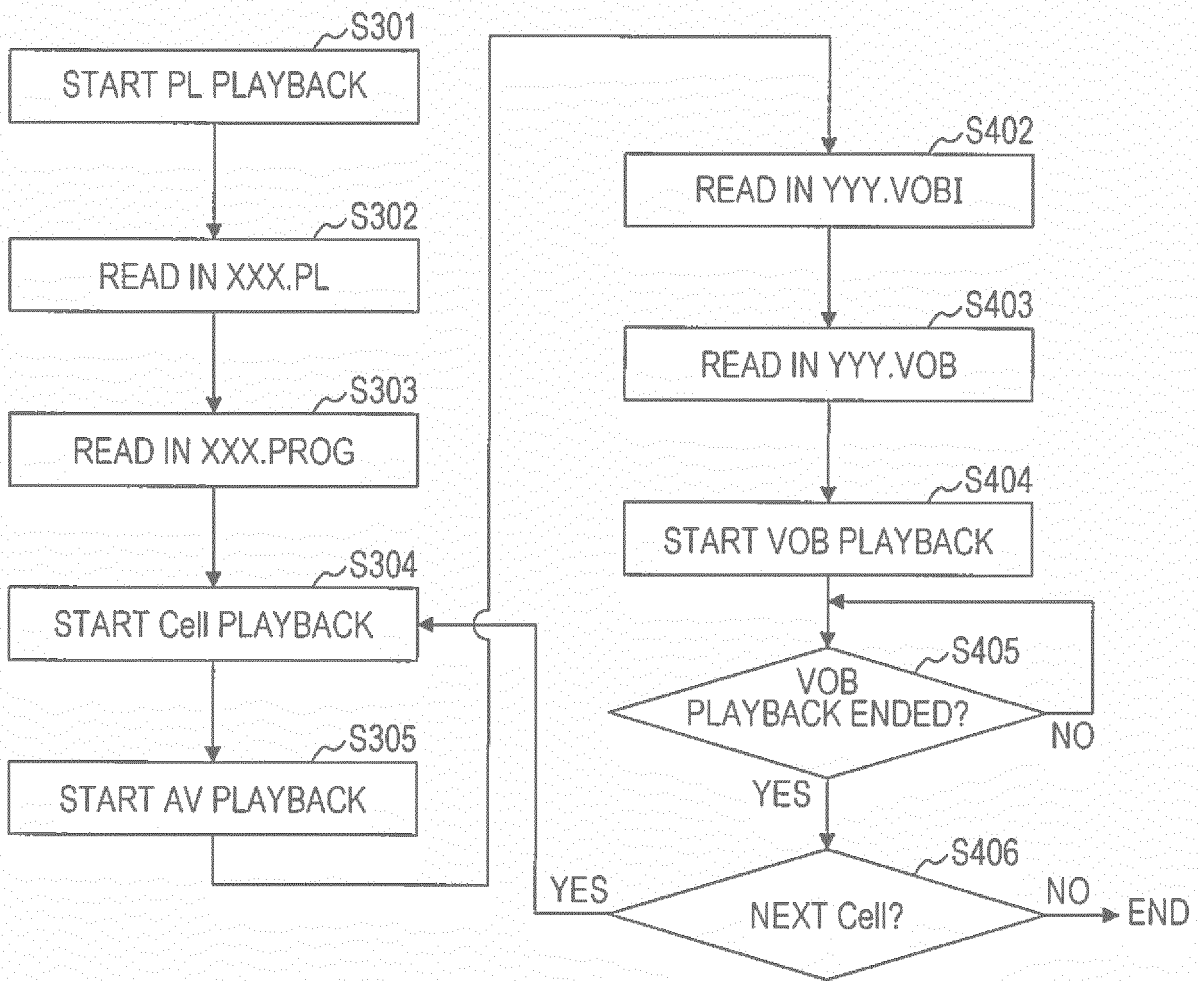 S301
START PL PLAYBACK
S302
READ IN XXX.PL
S303
READ IN XXX.PROG
S304
START Cell PLAYBACK
S305
START AV PLAYBACK
S402
READ IN YYY.VOBI
S403
READ IN YYY.VOB
S404
START VOB PLAYBACK
S405
VOB
PLAYBACK ENDED?
NO
YES
S406
YES
NEXT Cell?
NO
END